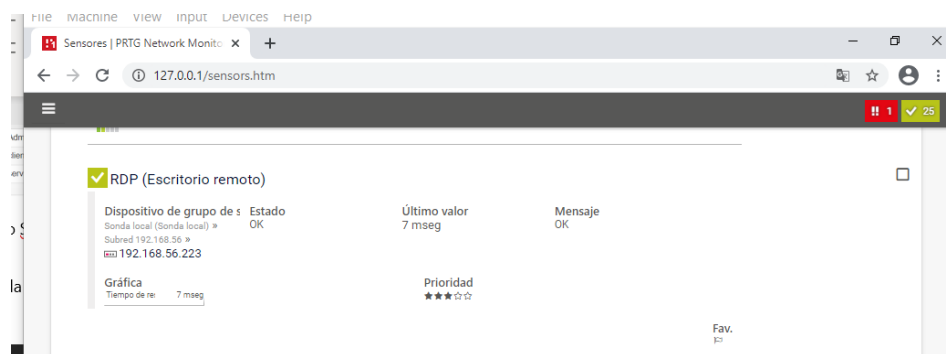 File Machine View Input Devices Help
Sensores | PRTG Network Monito
127.0.0.1/sensors.htm
1 25
RDP (Escritorio remoto)
Dispositivo de grupo de s Estado Último valor Mensaje
Sonda local (Sonda local) » OK 7 mseg OK
Subred 192.168.56 »
192.168.56.223
Gráfica Prioridad
Tiempo de re: 7 mseg
Fav.